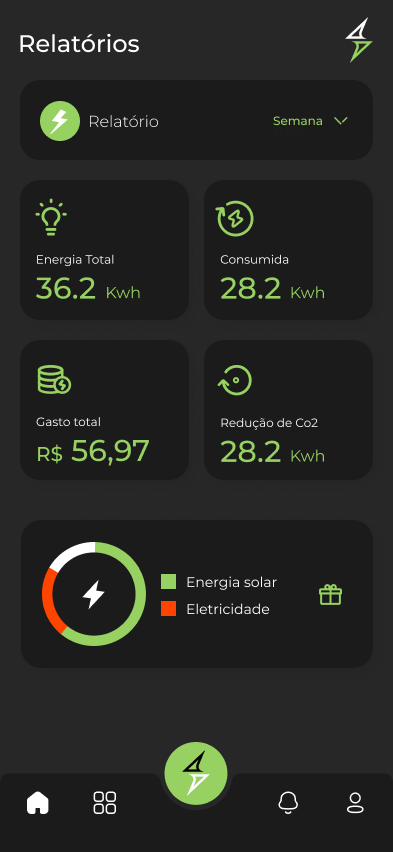 Relatórios
Relatório
Semana
Energia Total
36.2 Kwh
Consumida
28.2 Kwh
Gasto total
R$ 56,97
Redução de Co2
28.2 Kwh
Energia solar
Eletricidade